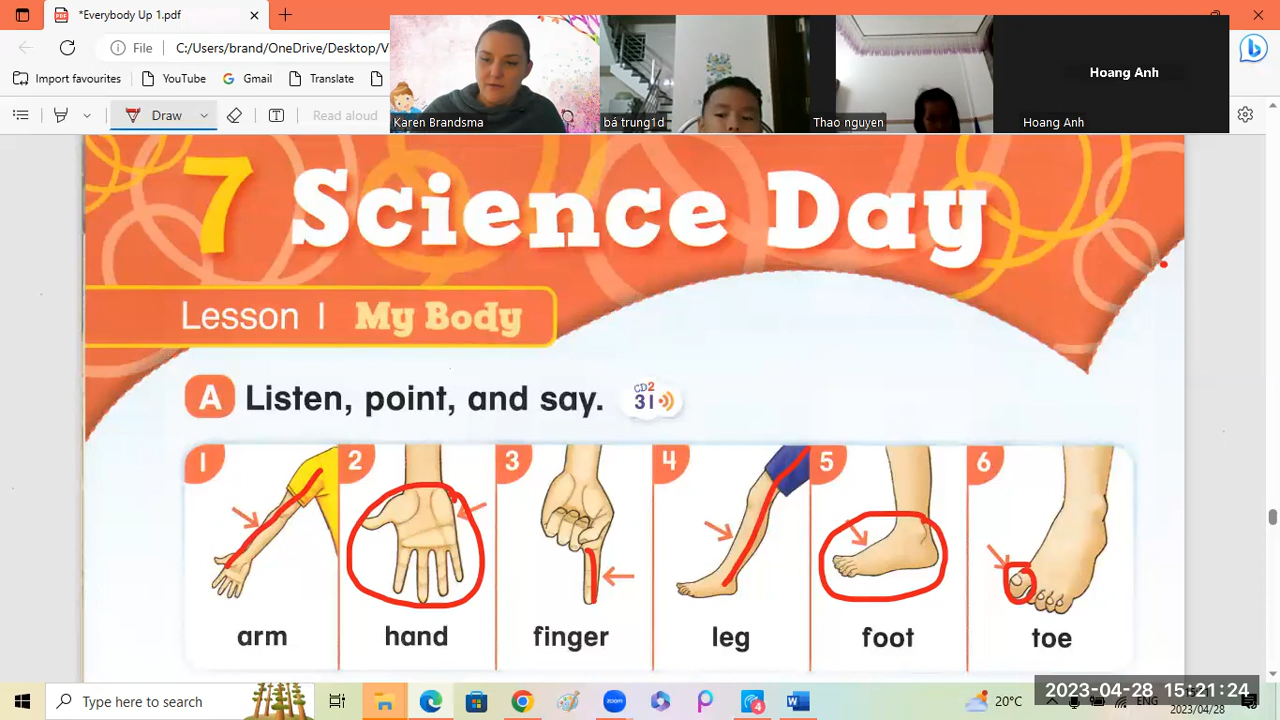 *Everybody Up 1.pdf
File
C:/Users/brand/OneDrive/Desktop/V
Import favourites
YouTube
Gmail
Translate
Draw
Read aloud
Karen Brandsma
bá trung1d
Thao nguyen
Hoang Anh
Hoang Anh
7 Science Day
Lesson 1 My Body
A Listen, point, and say. CD2 31
1 2 3 4 5 6
arm hand finger leg foot toe
Type here to search
4
20°C
ENG
2023-04-28 15:21:24
2023/04/28